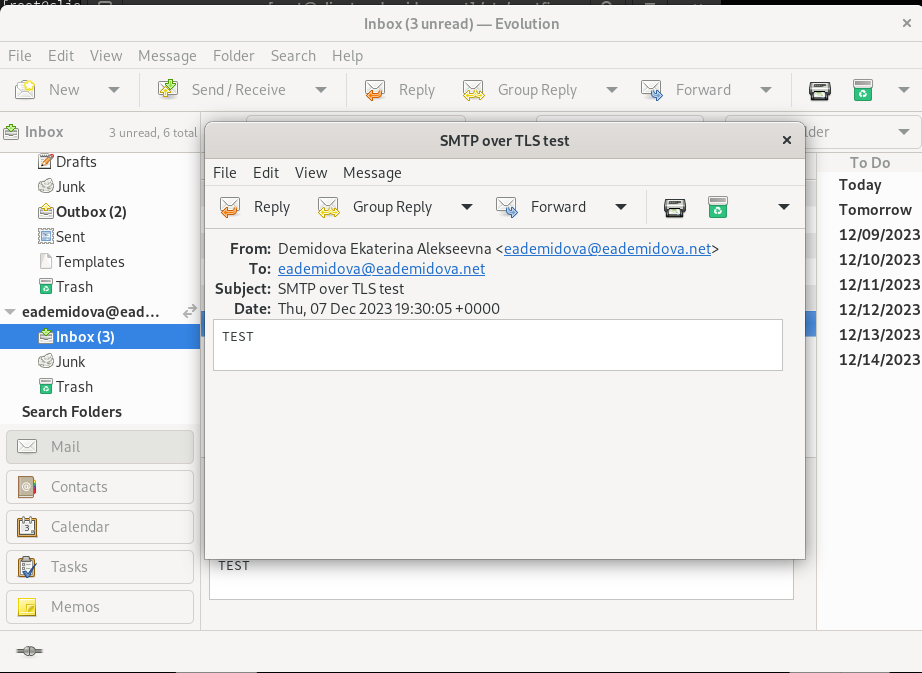 Inbox (3 unread) — Evolution
File Edit View Message Folder Search Help
New Send / Receive Reply Group Reply Forward
Inbox 3 unread, 6 total
Drafts
Junk
Outbox (2)
Sent
Templates
Trash
eademidova@ead...
Inbox (3)
Junk
Trash
Search Folders
Mail
Contacts
Calendar
Tasks
Memos
SMTP over TLS test
File Edit View Message
Reply Group Reply Forward
From: Demidova Ekaterina Alekseevna <eademidova@eademidova.net>
To: eademidova@eademidova.net
Subject: SMTP over TLS test
Date: Thu, 07 Dec 2023 19:30:05 +0000
TEST
TEST
To Do
Today
Tomorrow
12/09/2023
12/10/2023
12/11/2023
12/12/2023
12/13/2023
12/14/2023